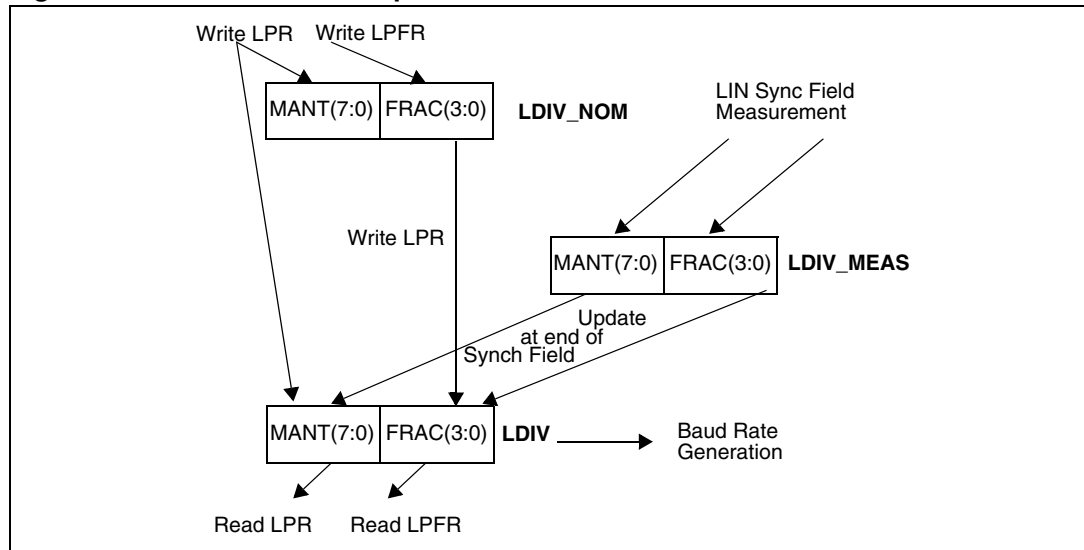 Write LPR
Write LPFR
MANT(7:0)
FRAC(3:0)
LDIV_NOM
LIN Sync Field
Measurement
Write LPR
MANT(7:0)
FRAC(3:0)
LDIV_MEAS
Update
at end of
Synch Field
MANT(7:0)
FRAC(3:0)
LDIV
Baud Rate
Generation
Read LPR
Read LPFR